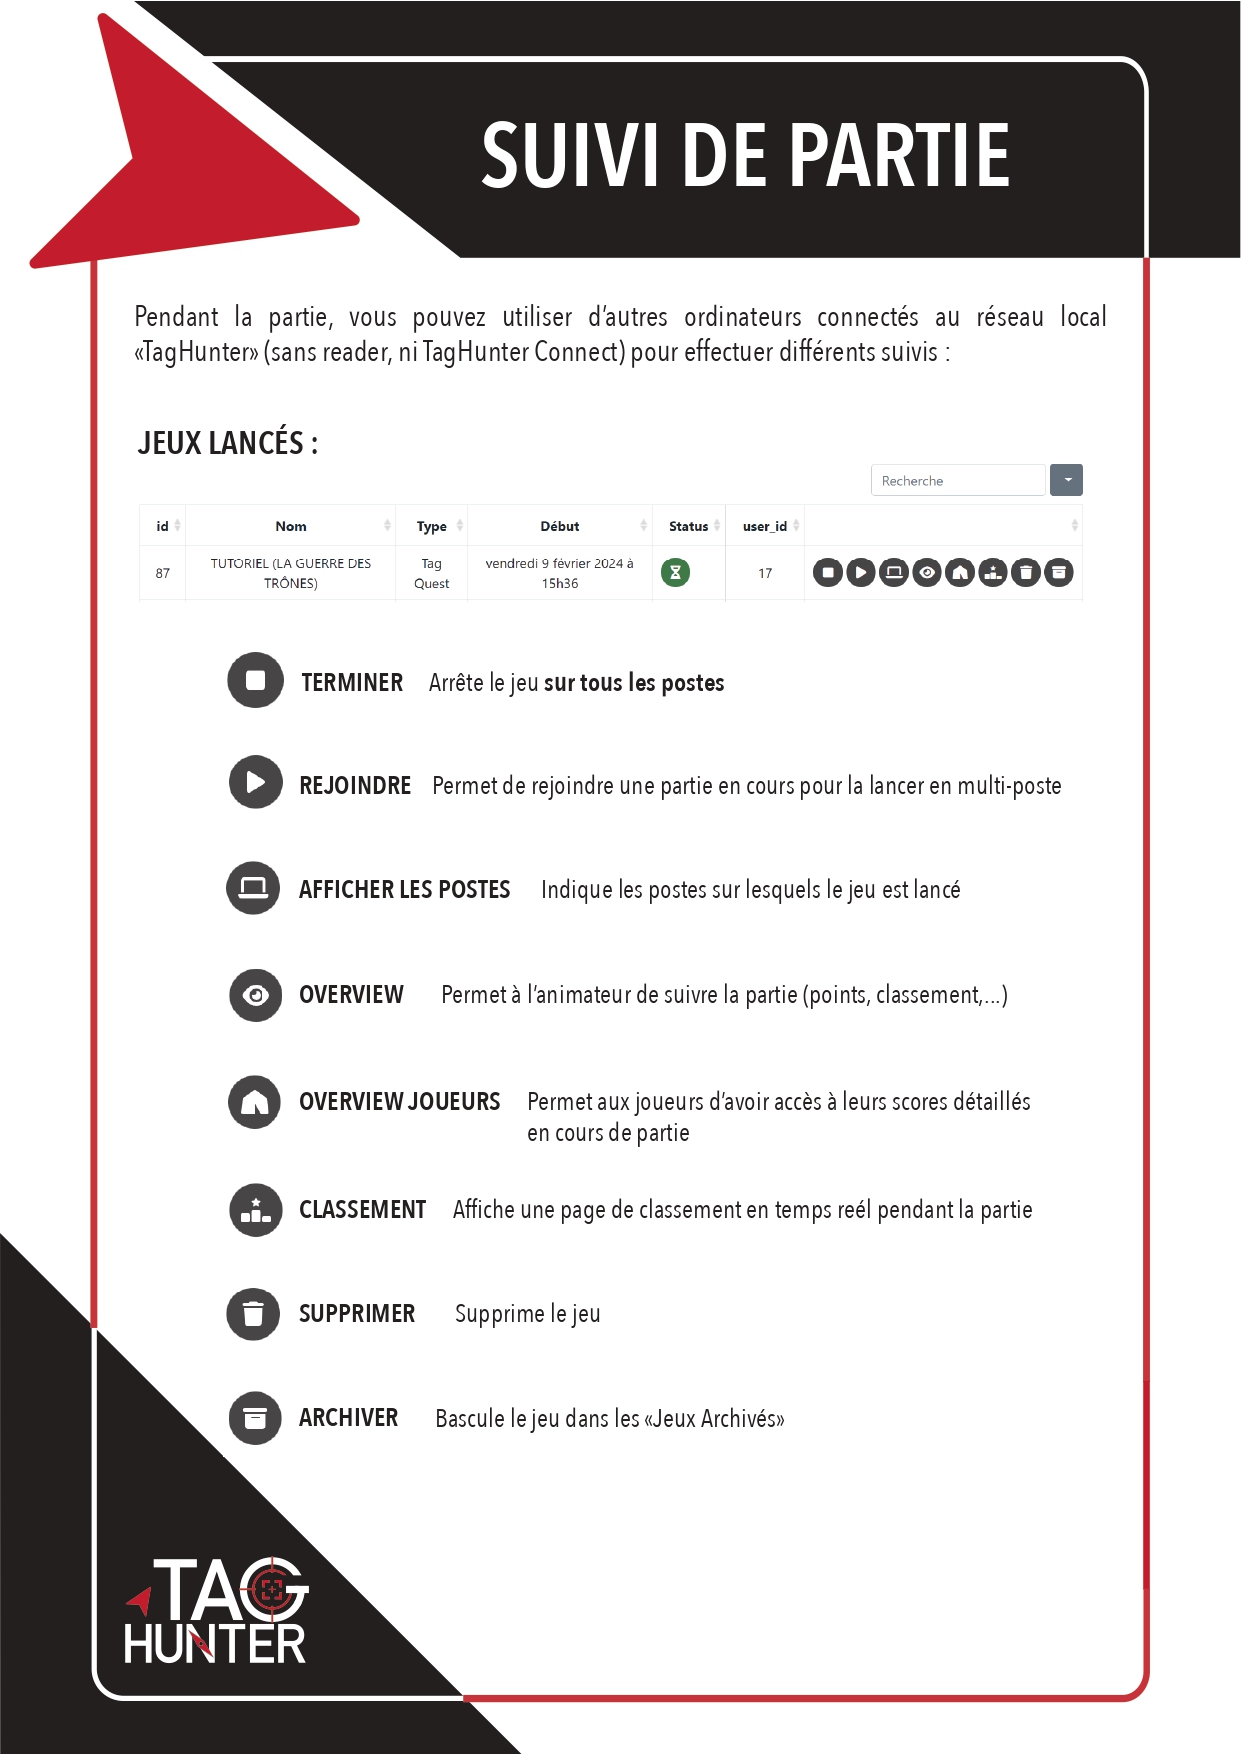 SUIVI DE PARTIE
Pendant la partie, vous pouvez utiliser d’autres ordinateurs connectés au réseau local
«TagHunter» (sans reader, ni TagHunter Connect) pour effectuer différents suivis :
JEUX LANCÉS :
Recherche
id Nom Type Début Status user_id
87 TUTORIEL (LA GUERRE DES TRÔNES) Tag Quest vendredi 9 février 2024 à 15h36 17
TERMINER Arrête le jeu sur tous les postes
REJOINDRE Permet de rejoindre une partie en cours pour la lancer en multi-poste
AFFICHER LES POSTES Indique les postes sur lesquels le jeu est lancé
OVERVIEW Permet à l’animateur de suivre la partie (points, classement,...)
OVERVIEW JOUEURS Permet aux joueurs d’avoir accès à leurs scores détaillés
en cours de partie
CLASSEMENT Affiche une page de classement en temps reél pendant la partie
SUPPRIMER Supprime le jeu
ARCHIVER Bascule le jeu dans les «Jeux Archivés»
TAG
HUNTER